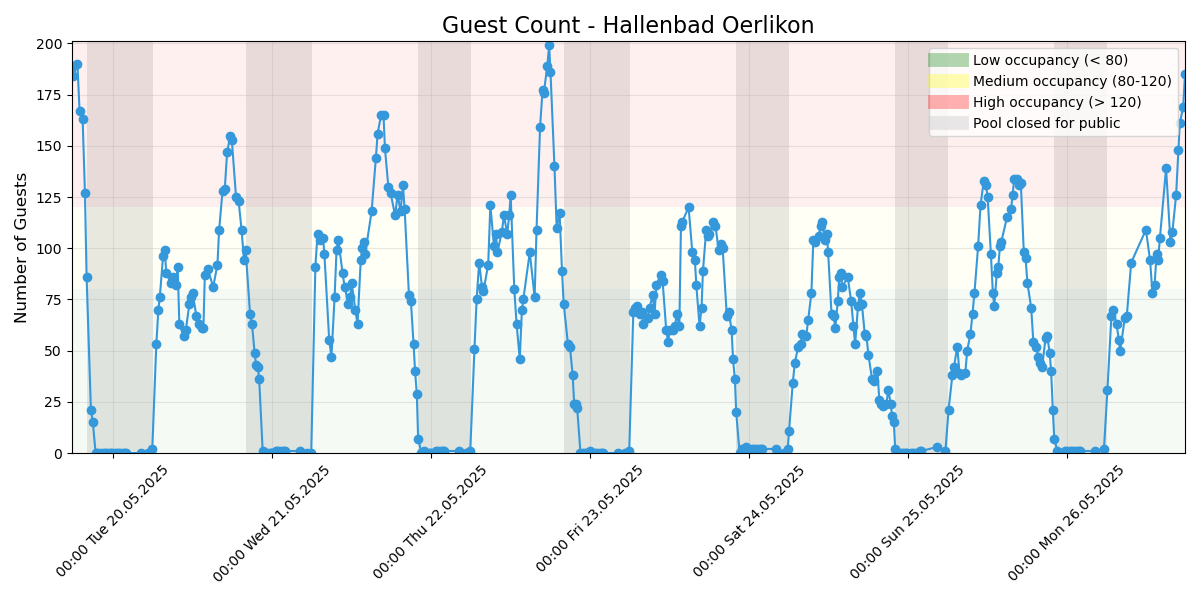 Guest Count - Hallenbad Oerlikon
Number of Guests
200
175
150
125
100
75
50
25
0
Low occupancy (< 80)
Medium occupancy (80-120)
High occupancy (> 120)
Pool closed for public
00:00 Tue 20.05.2025
00:00 Wed 21.05.2025
00:00 Thu 22.05.2025
00:00 Fri 23.05.2025
00:00 Sat 24.05.2025
00:00 Sun 25.05.2025
00:00 Mon 26.05.2025